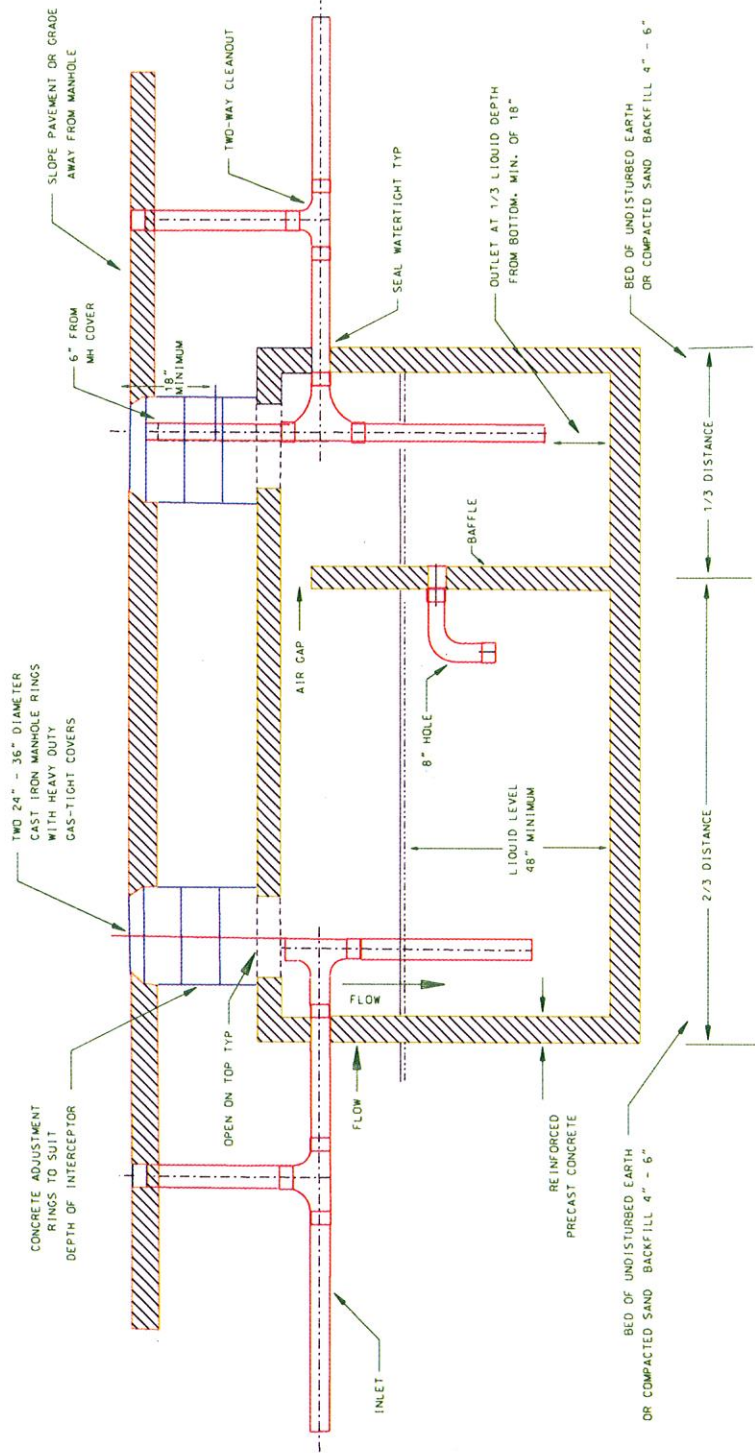 TWO 24" - 36" DIAMETER
CAST IRON MANHOLE RINGS
WITH HEAVY DUTY
GAS-TIGHT COVERS
CONCRETE ADJUSTMENT
RINGS TO SUIT
DEPTH OF INTERCEPTOR
SLOPE PAVEMENT OR GRADE
AWAY FROM MANHOLE
6" FROM
MH COVER
18"
MINIMUM
TWO-WAY CLEANOUT
OPEN ON TOP TYP
SEAL WATERTIGHT TYP
AIR GAP
FLOW
FLOW
INLET
8" HOLE
BAFFLE
LIQUID LEVEL
48" MINIMUM
OUTLET AT 1/3 LIQUID DEPTH
FROM BOTTOM. MIN. OF 18"
REINFORCED
PRECAST CONCRETE
BED OF UNDISTURBED EARTH
OR COMPACTED SAND BACKFILL 4" - 6"
2/3 DISTANCE
1/3 DISTANCE
BED OF UNDISTURBED EARTH
OR COMPACTED SAND BACKFILL 4" - 6"